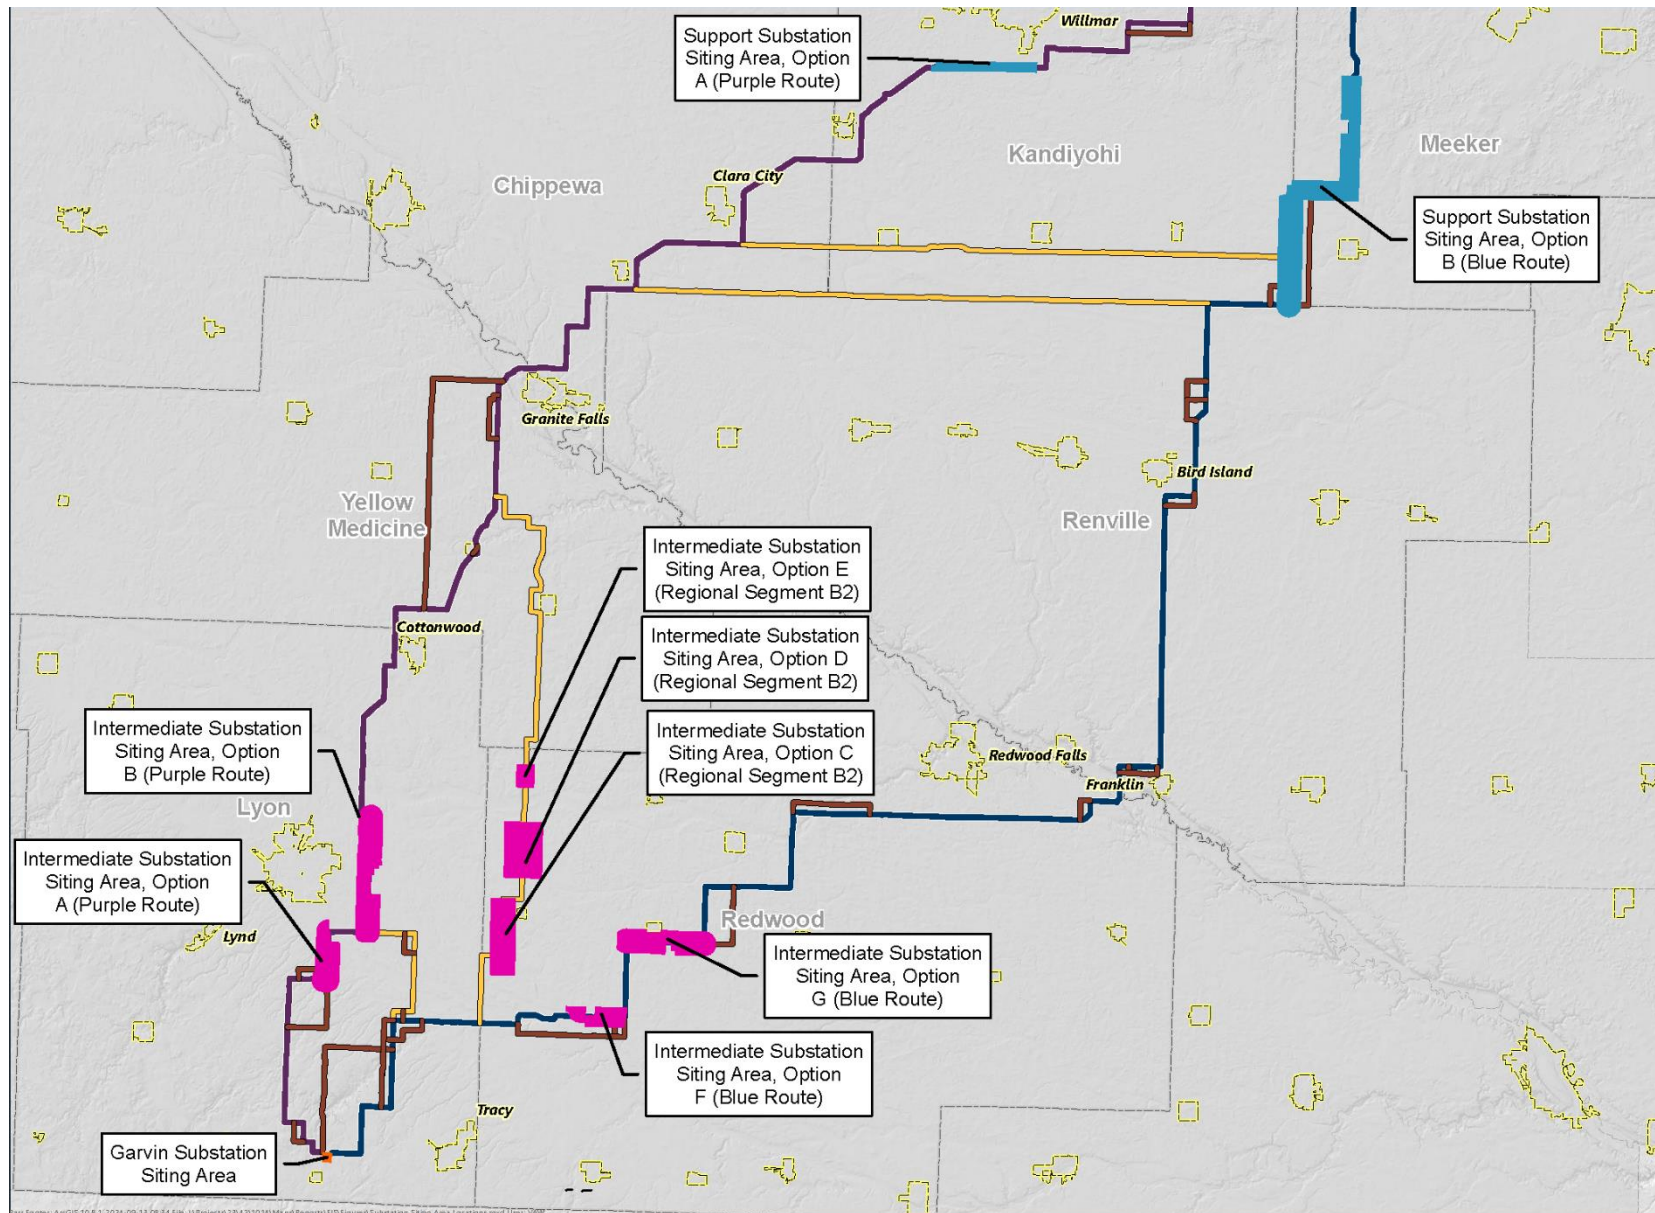 Willmar
Support Substation
Siting Area, Option
A (Purple Route)
Kandiyohi
Meeker
Chippewa
Clara City
Support Substation
Siting Area, Option
B (Blue Route)
Granite Falls
Bird Island
Yellow
Medicine
Renville
Intermediate Substation
Siting Area, Option E
(Regional Segment B2)
Cottonwood
Intermediate Substation
Siting Area, Option D
(Regional Segment B2)
Intermediate Substation
Siting Area, Option
B (Purple Route)
Intermediate Substation
Siting Area, Option C
(Regional Segment B2)
Redwood Falls
Franklin
Lyon
Intermediate Substation
Siting Area, Option
A (Purple Route)
Lynd
Redwood
Intermediate Substation
Siting Area, Option
G (Blue Route)
Intermediate Substation
Siting Area, Option
F (Blue Route)
Tracy
Garvin Substation
Siting Area